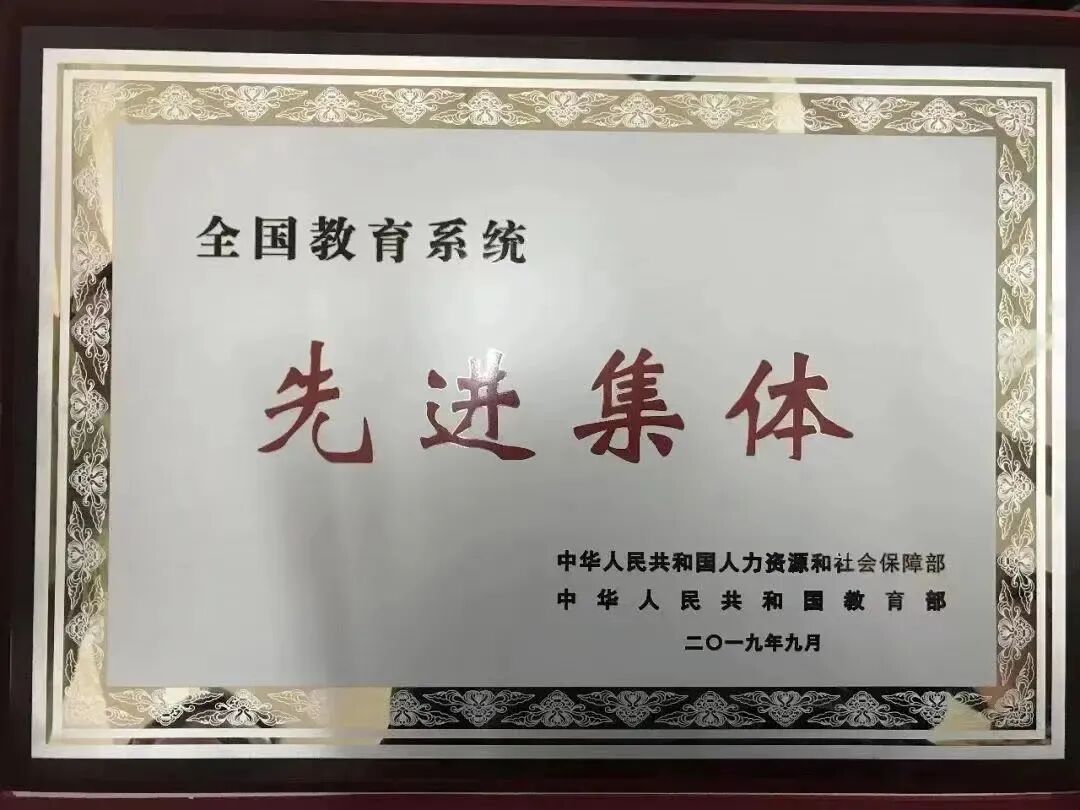 全国教育系统
先进集体
中华人民共和国人力资源和社会保障部
中华人民共和国教育部
二〇一九年九月